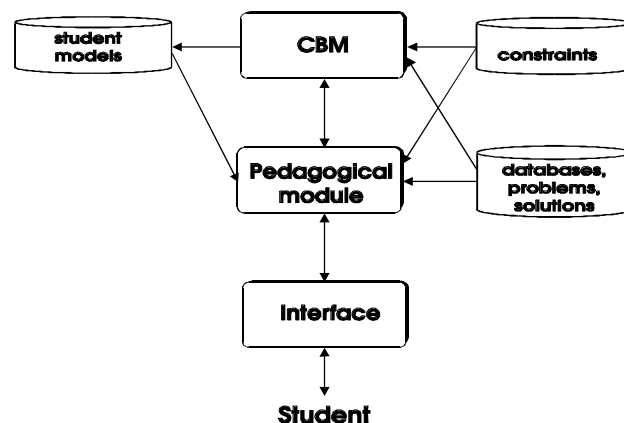 student
models
CBM
constraints
Pedagogical
module
databases,
problems,
solutions
Interface
Student